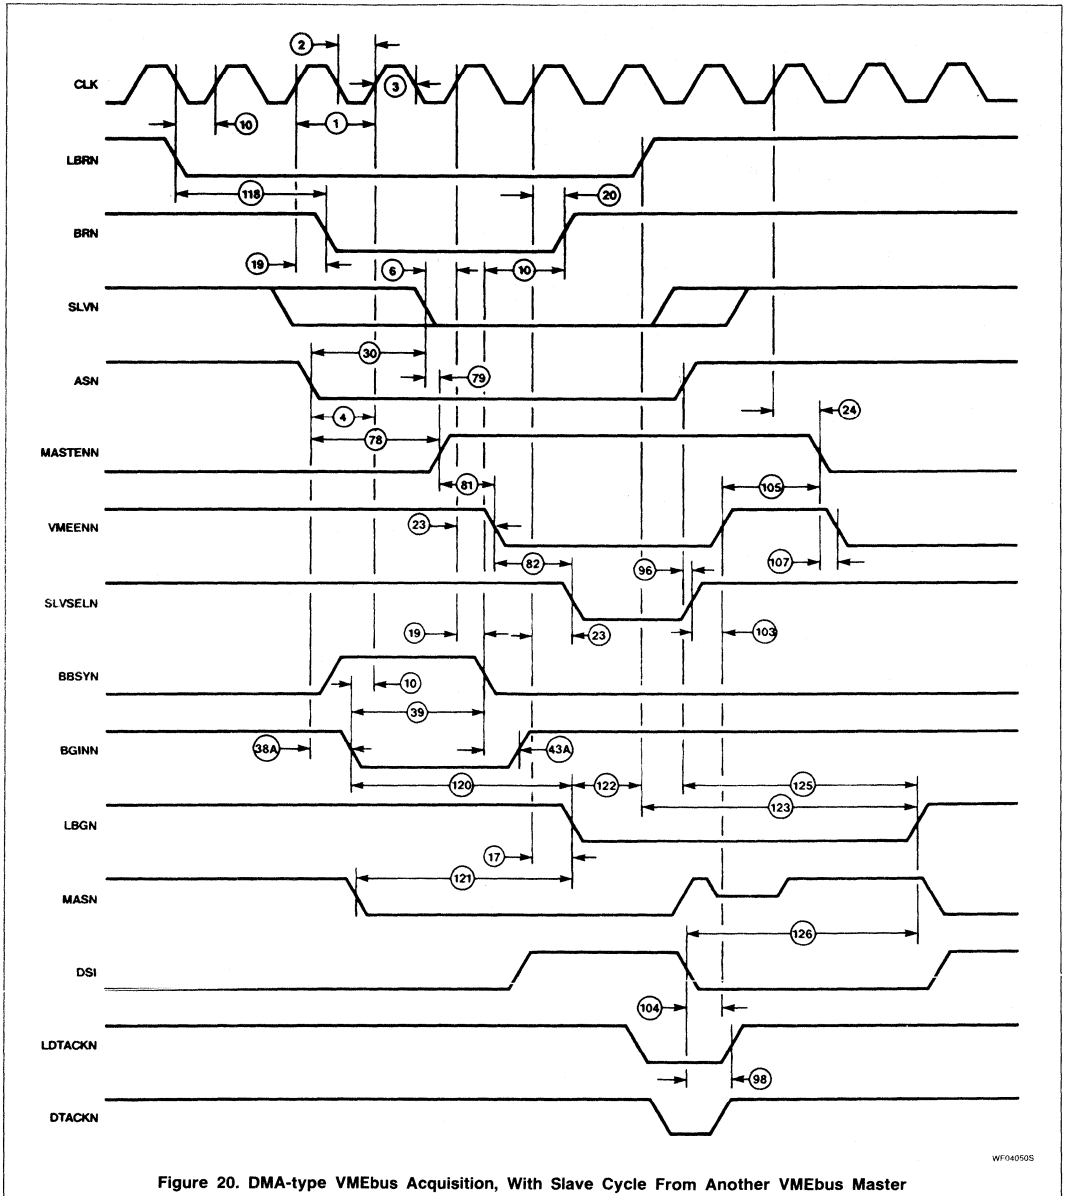 2
CLK
3
10
1
LBRN
118
20
BRN
19
6
10
SLVN
30
79
ASN
4
24
78
MASTENN
81
105
VMEENN
23
82
96
107
SLVSELN
19
23
103
BBSYN
10
39
BGINN
38A
43A
120
122
125
123
LBGN
17
121
MASN
126
DSI
104
LDTACKN
98
DTACKN
WF04050S
Figure 20. DMA-type VMEbus Acquisition, With Slave Cycle From Another VMEbus Master